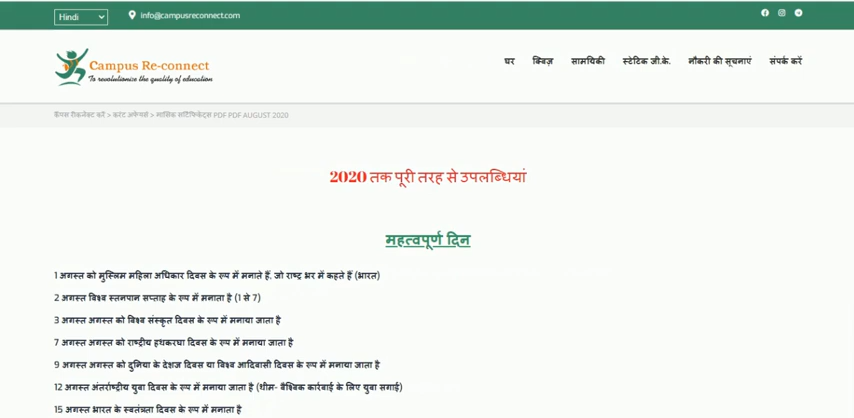 Hindi
info@campusreconnect.com
Campus Re-connect
To revolutionise the quality of education
घर क्विज़ सामयिकी स्टेटिक जी.के. नौकरी की सूचनाएं संपर्क करें
कैंपस रीकनेक्ट करें > करंट अफेयर्स > मासिक सर्टिफिकेट्स PDF PDF AUGUST 2020
2020 तक पूरी तरह से उपलब्धियां
महत्वपूर्ण दिन
1 अगस्त को मुस्लिम महिला अधिकार दिवस के रूप में मनाते हैं, जो राष्ट्र भर में कहते हैं (भारत)
2 अगस्त विश्व स्तनपान सप्ताह के रूप में मनाता है (1 से 7)
3 अगस्त अगस्त को विश्व संस्कृत दिवस के रूप में मनाया जाता है
7 अगस्त अगस्त को राष्ट्रीय हथकरघा दिवस के रूप में मनाया जाता है
9 अगस्त अगस्त को दुनिया के देशज दिवस या विश्व आदिवासी दिवस के रूप में मनाया जाता है
12 अगस्त अंतर्राष्ट्रीय युवा दिवस के रूप में मनाया जाता है (थीम- वैश्विक कार्रवाई के लिए युवा सगाई)
15 अगस्त भारत के स्वतंत्रता दिवस के रूप में मनाता है